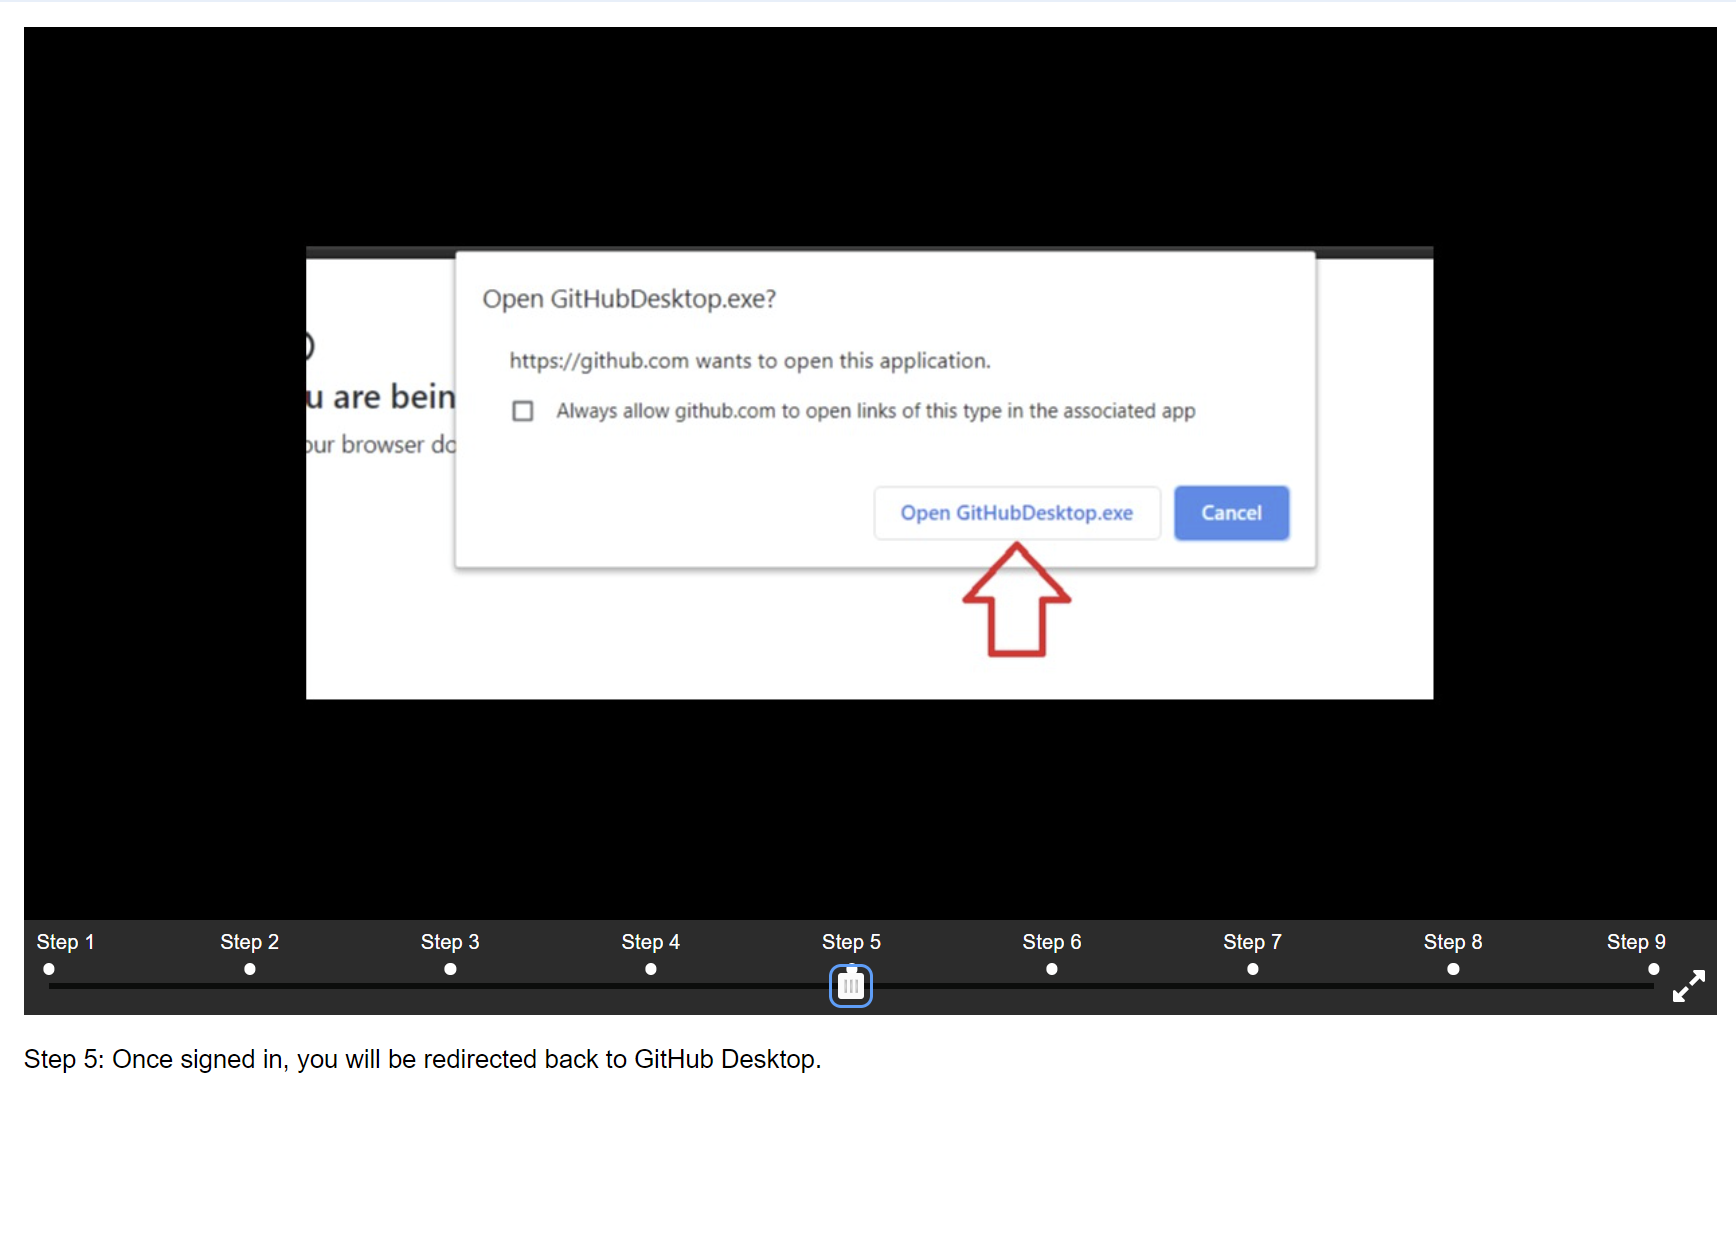 Open GitHubDesktop.exe?
https://github.com wants to open this application.
Always allow github.com to open links of this type in the associated app
u are bein
our browser do
Open GitHubDesktop.exe
Cancel
Step 1 Step 2 Step 3 Step 4 Step 5 Step 6 Step 7 Step 8 Step 9
Step 5: Once signed in, you will be redirected back to GitHub Desktop.